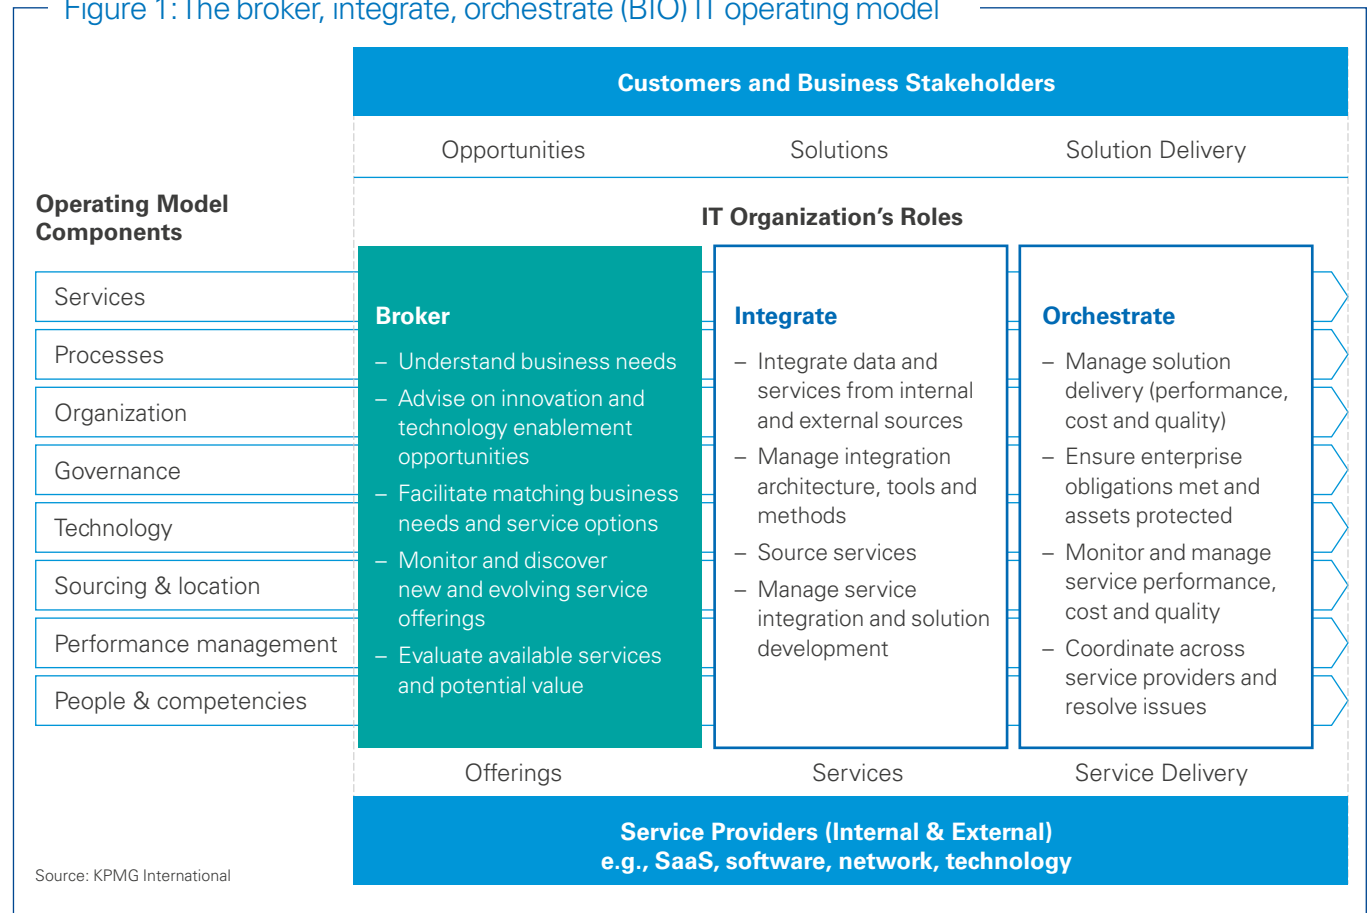 Figure 1: The broker, integrate, orchestrate (BIO) IT operating model
Customers and Business Stakeholders
Opportunities
Solutions
Solution Delivery
Operating Model
Components
IT Organization's Roles
Services
Processes
Organization
Governance
Technology
Sourcing & location
Performance management
People & competencies
Broker
– Understand business needs
– Advise on innovation and
technology enablement
opportunities
– Facilitate matching business
needs and service options
– Monitor and discover
new and evolving service
offerings
– Evaluate available services
and potential value
Integrate
– Integrate data and
services from internal
and external sources
– Manage integration
architecture, tools and
methods
– Source services
– Manage service
integration and solution
development
Orchestrate
– Manage solution
delivery (performance,
cost and quality)
– Ensure enterprise
obligations met and
assets protected
– Monitor and manage
service performance,
cost and quality
– Coordinate across
service providers and
resolve issues
Offerings
Services
Service Delivery
Service Providers (Internal & External)
e.g., SaaS, software, network, technology
Source: KPMG International